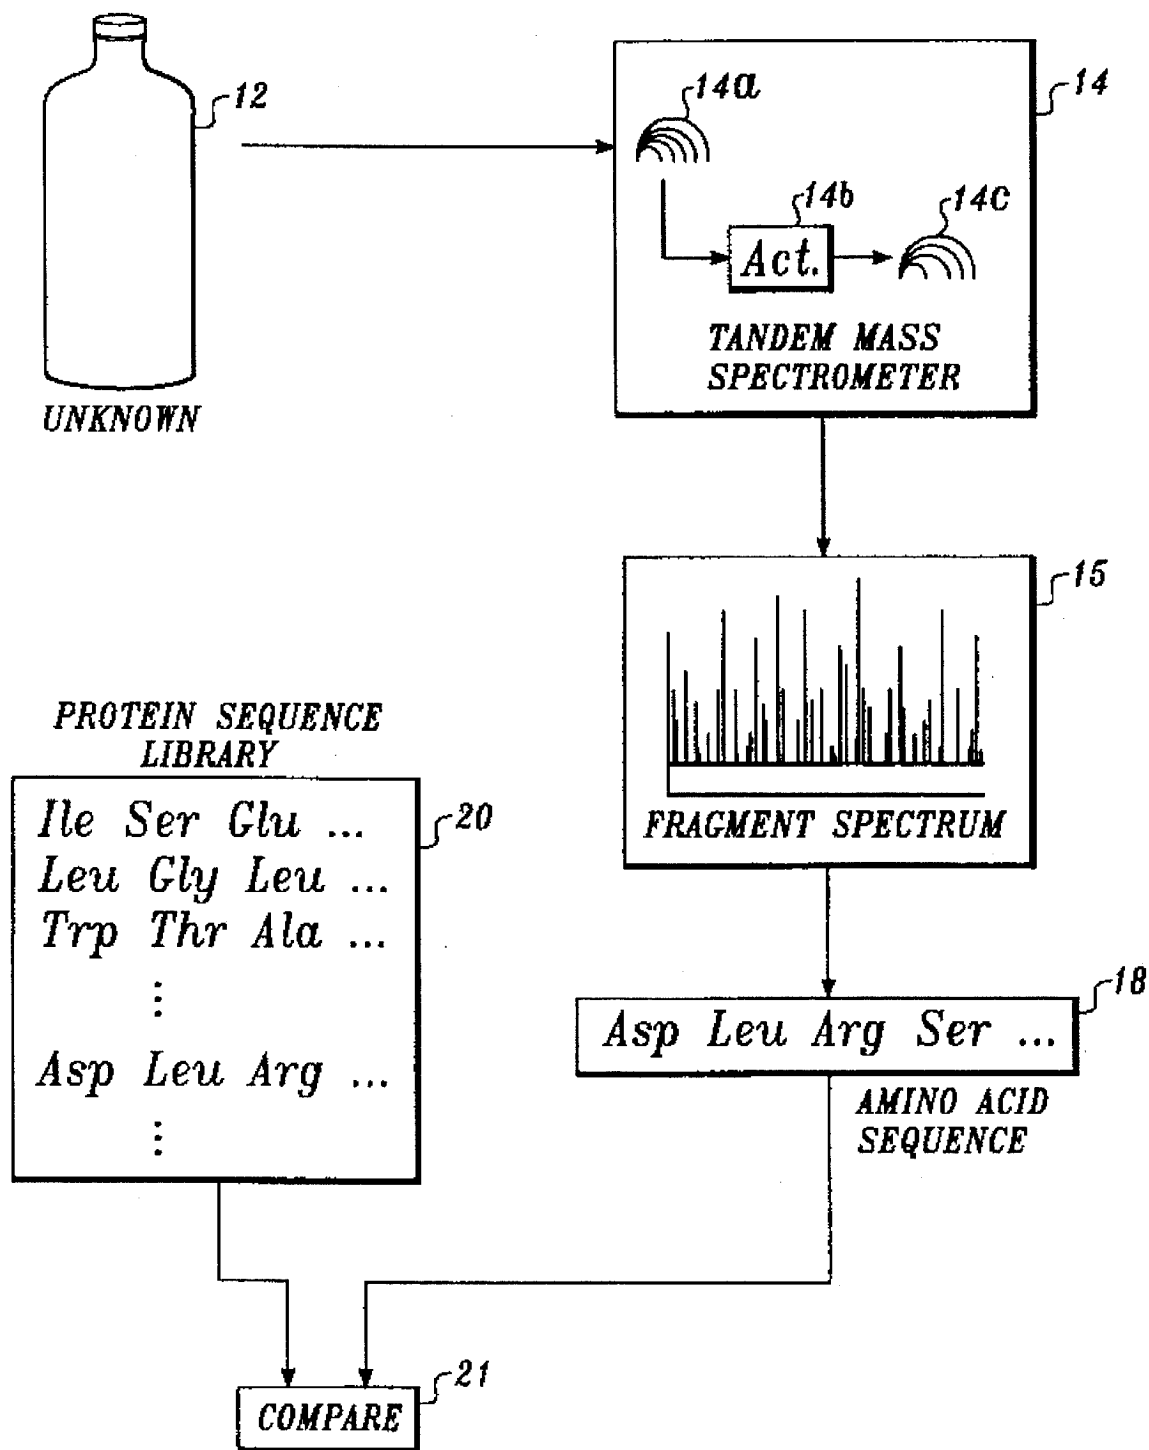 12
UNKNOWN
14a
14
14b
14c
Act.
TANDEM MASS
SPECTROMETER
15
FRAGMENT SPECTRUM
PROTEIN SEQUENCE
LIBRARY
20
Ile Ser Glu ...
Leu Gly Leu ...
Trp Thr Ala ...
⋮
Asp Leu Arg ...
⋮
18
Asp Leu Arg Ser ...
AMINO ACID
SEQUENCE
21
COMPARE